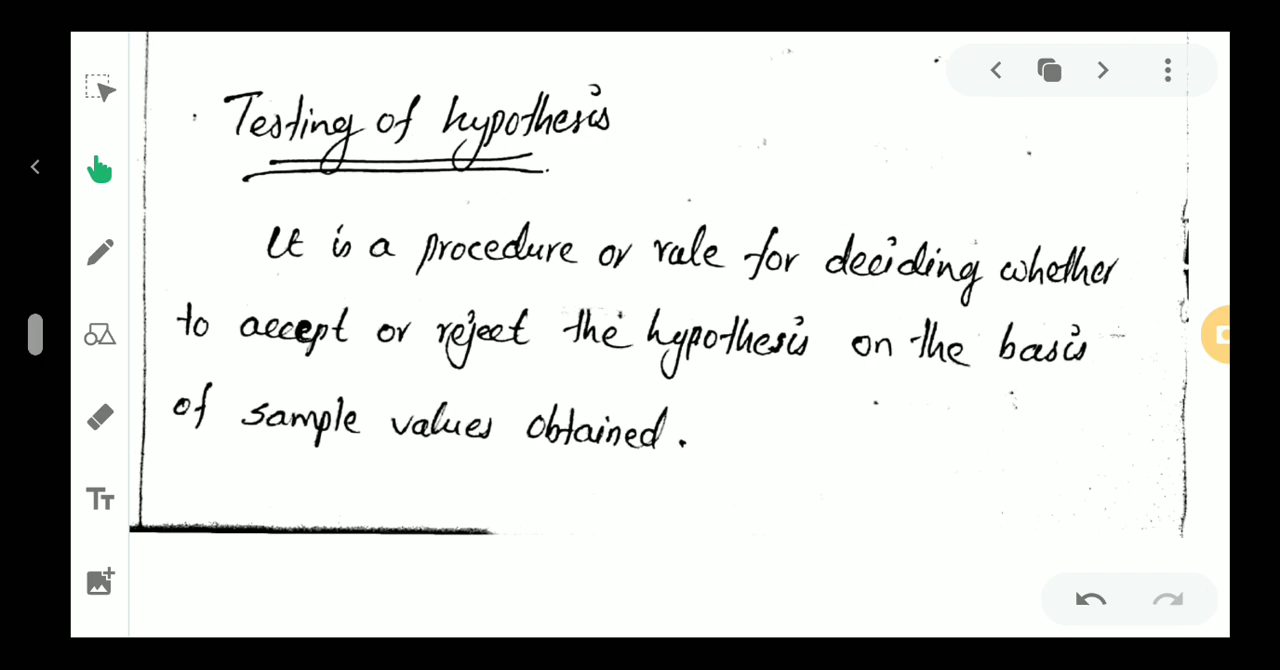 Testing of hypothesis
It is a procedure or rule for deciding whether
to accept or reject the hypothesis on the basis
of sample values obtained.
TT